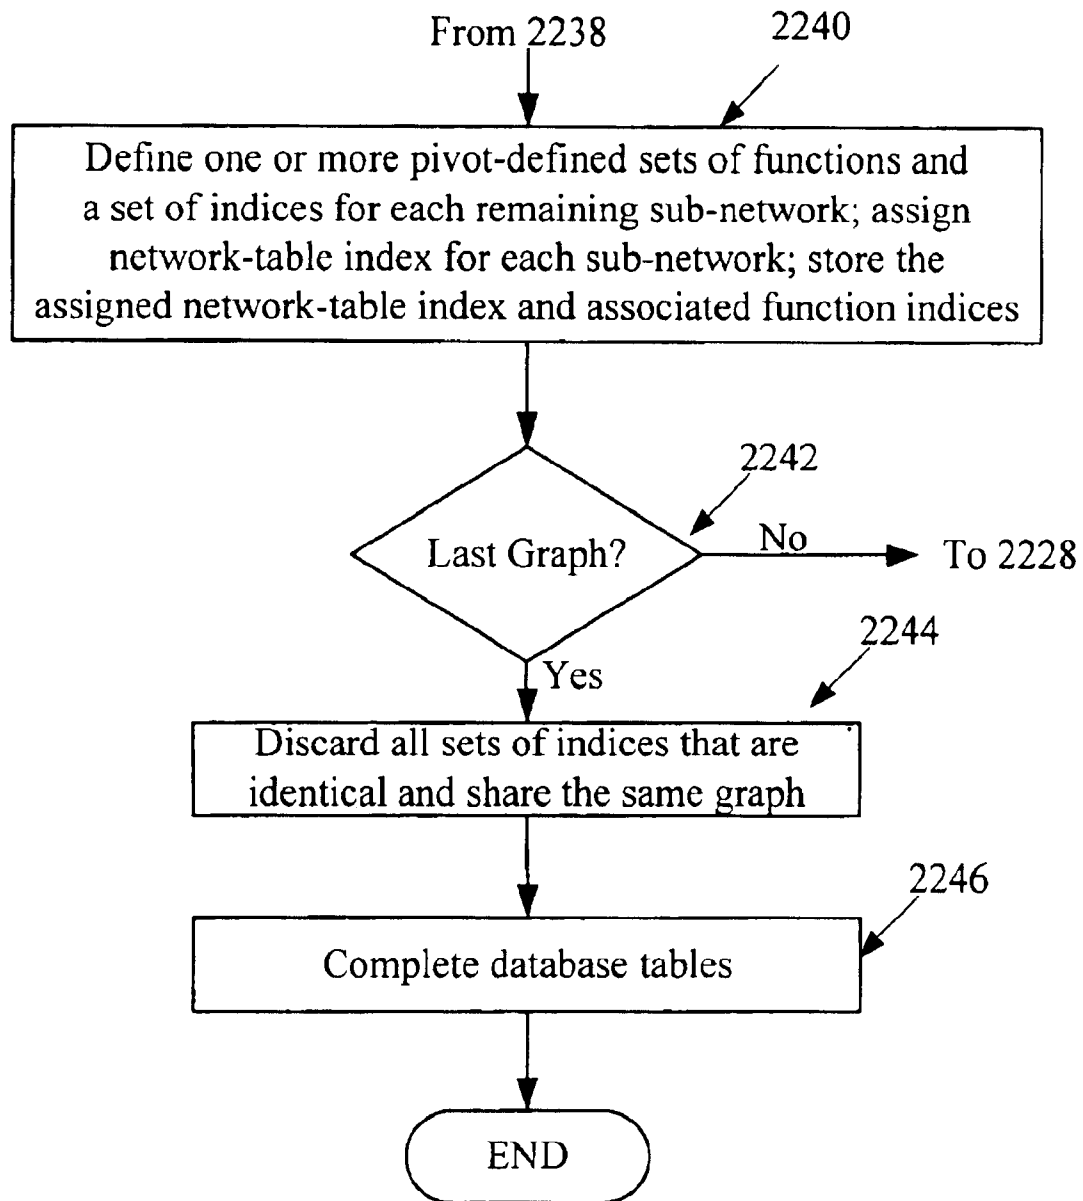 From 2238
2240
Define one or more pivot-defined sets of functions and
a set of indices for each remaining sub-network; assign
network-table index for each sub-network; store the
assigned network-table index and associated function indices
2242
Last Graph?
No
To 2228
2244
Yes
Discard all sets of indices that are
identical and share the same graph
2246
Complete database tables
END